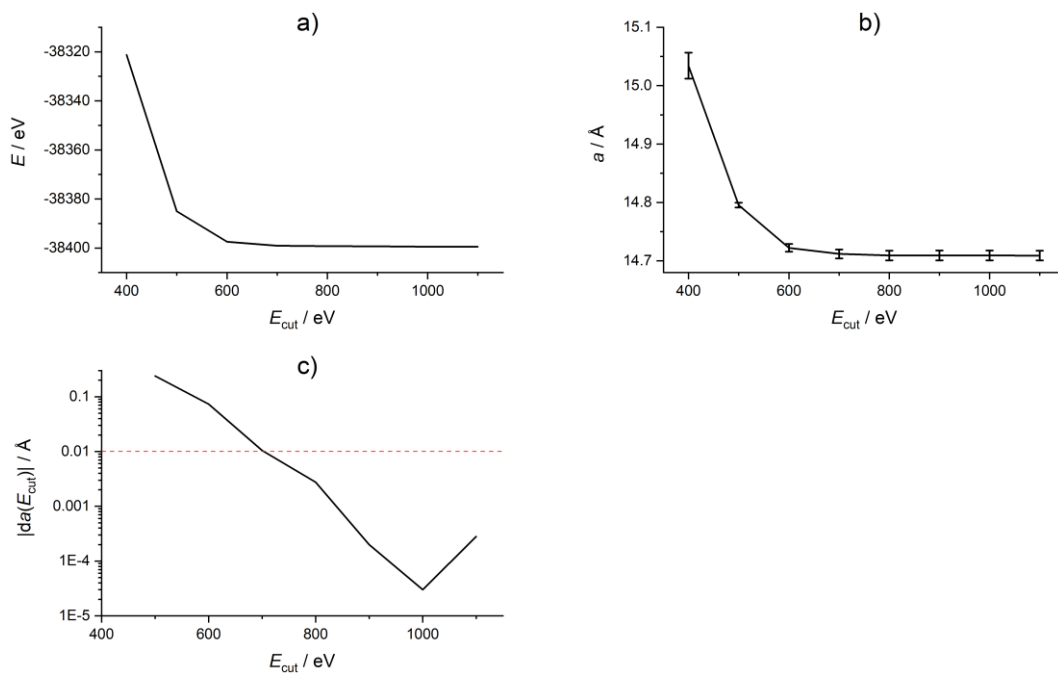 a)
E / eV
-38320
-38340
-38360
-38380
-38400
400 600 800 1000
E_cut / eV
b)
a / Å
15.1
15.0
14.9
14.8
14.7
400 500 600 700 800 900 1000
E_cut / eV
c)
|da(E_cut)| / Å
0.1
0.01
0.001
1E-4
1E-5
400 600 800 1000
E_cut / eV